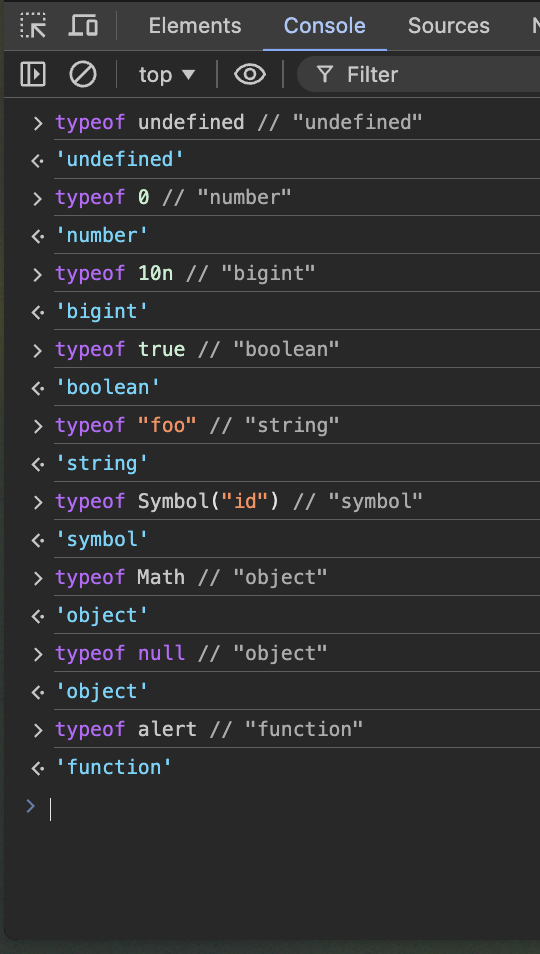 Elements Console Sources N
top Filter
typeof undefined // "undefined"
'undefined'
typeof 0 // "number"
'number'
typeof 10n // "bigint"
'bigint'
typeof true // "boolean"
'boolean'
typeof "foo" // "string"
'string'
typeof Symbol("id") // "symbol"
'symbol'
typeof Math // "object"
'object'
typeof null // "object"
'object'
typeof alert // "function"
'function'